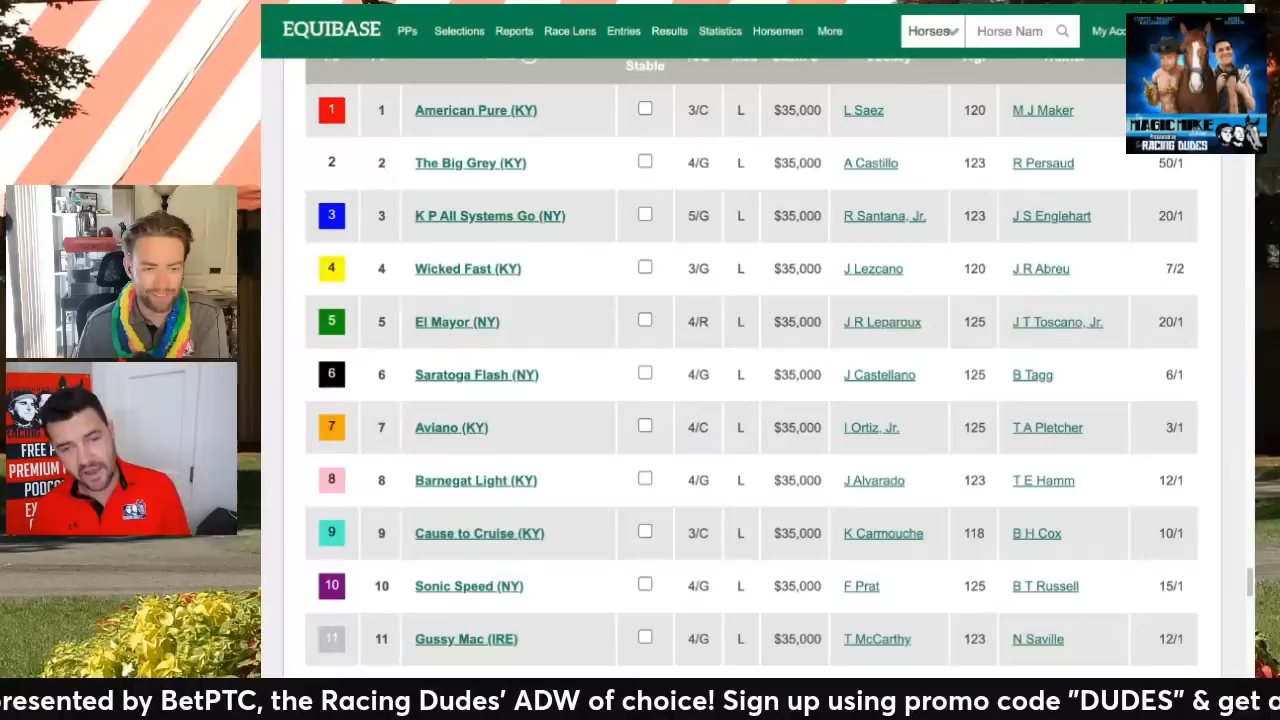 EQUIBASE PPs Selections Reports Race Lens Entries Results Statistics Horsemen More Horses Horse Nam My Acc
Stable
1 1 American Pure (KY) 3/C L $35,000 L Saez 120 M J Maker
2 2 The Big Grey (KY) 4/G L $35,000 A Castillo 123 R Persaud 50/1
3 3 K P All Systems Go (NY) 5/G L $35,000 R Santana, Jr. 123 J S Englehart 20/1
4 4 Wicked Fast (KY) 3/G L $35,000 J Lezcano 120 J R Abreu 7/2
5 5 El Mayor (NY) 4/R L $35,000 J R Leparoux 125 J T Toscano, Jr. 20/1
6 6 Saratoga Flash (NY) 4/G L $35,000 J Castellano 125 B Tagg 6/1
7 7 Aviano (KY) 4/C L $35,000 I Ortiz, Jr. 125 T A Pletcher 3/1
8 8 Barnegat Light (KY) 4/G L $35,000 J Alvarado 123 T E Hamm 12/1
9 9 Cause to Cruise (KY) 3/C L $35,000 K Carmouche 118 B H Cox 10/1
10 10 Sonic Speed (NY) 4/G L $35,000 F Prat 125 B T Russell 15/1
11 11 Gussy Mac (IRE) 4/G L $35,000 T McCarthy 123 N Saville 12/1
MAGIC MIKE
RACING DUDES
RACING
FREE
PREMIUM
PODC
presented by BetPTC, the Racing Dudes' ADW of choice! Sign up using promo code "DUDES" & get